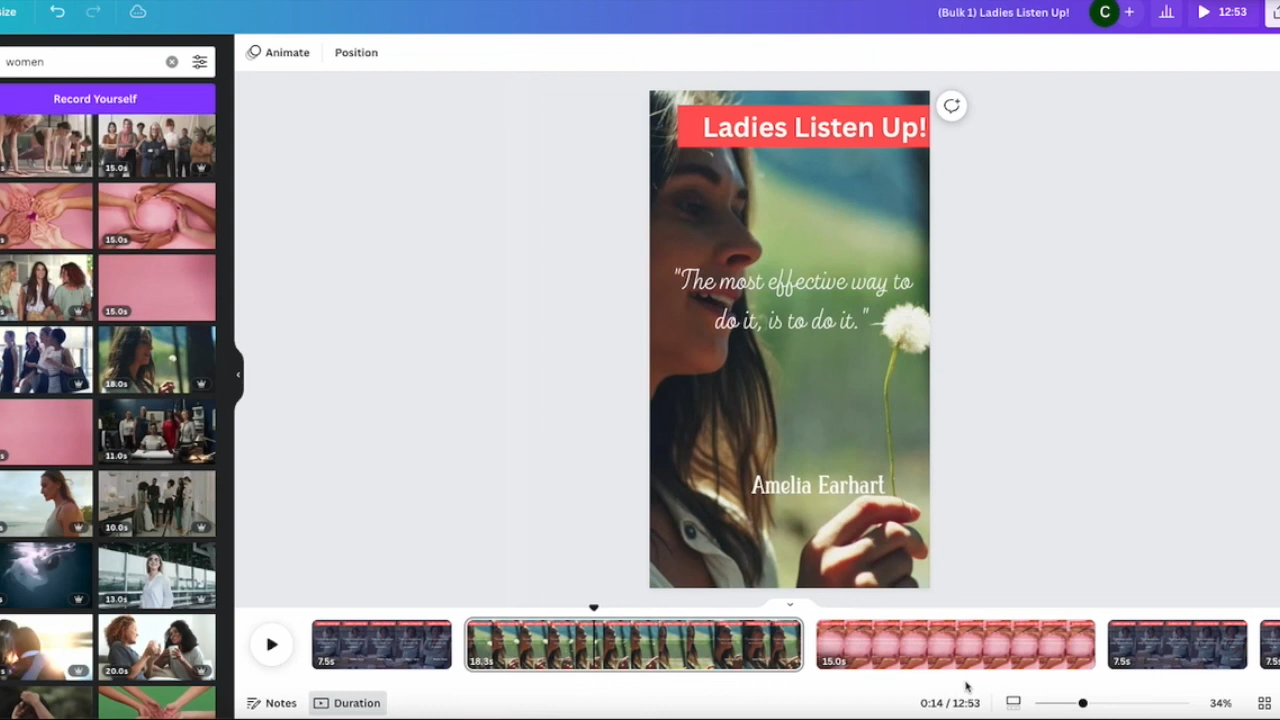 size
(Bulk 1) Ladies Listen Up!
C
+
12:53
women
Animate
Position
Record Yourself
Ladies Listen Up!
"The most effective way to
do it, is to do it."
Amelia Earhart
s
15.0s
s
15.0s
s
15.0s
s
18.0s
s
11.0s
s
10.0s
s
13.0s
s
20.0s
7.5s
18.3s
15.0s
7.5s
7.5s
Notes
Duration
0:14 / 12:53
34%